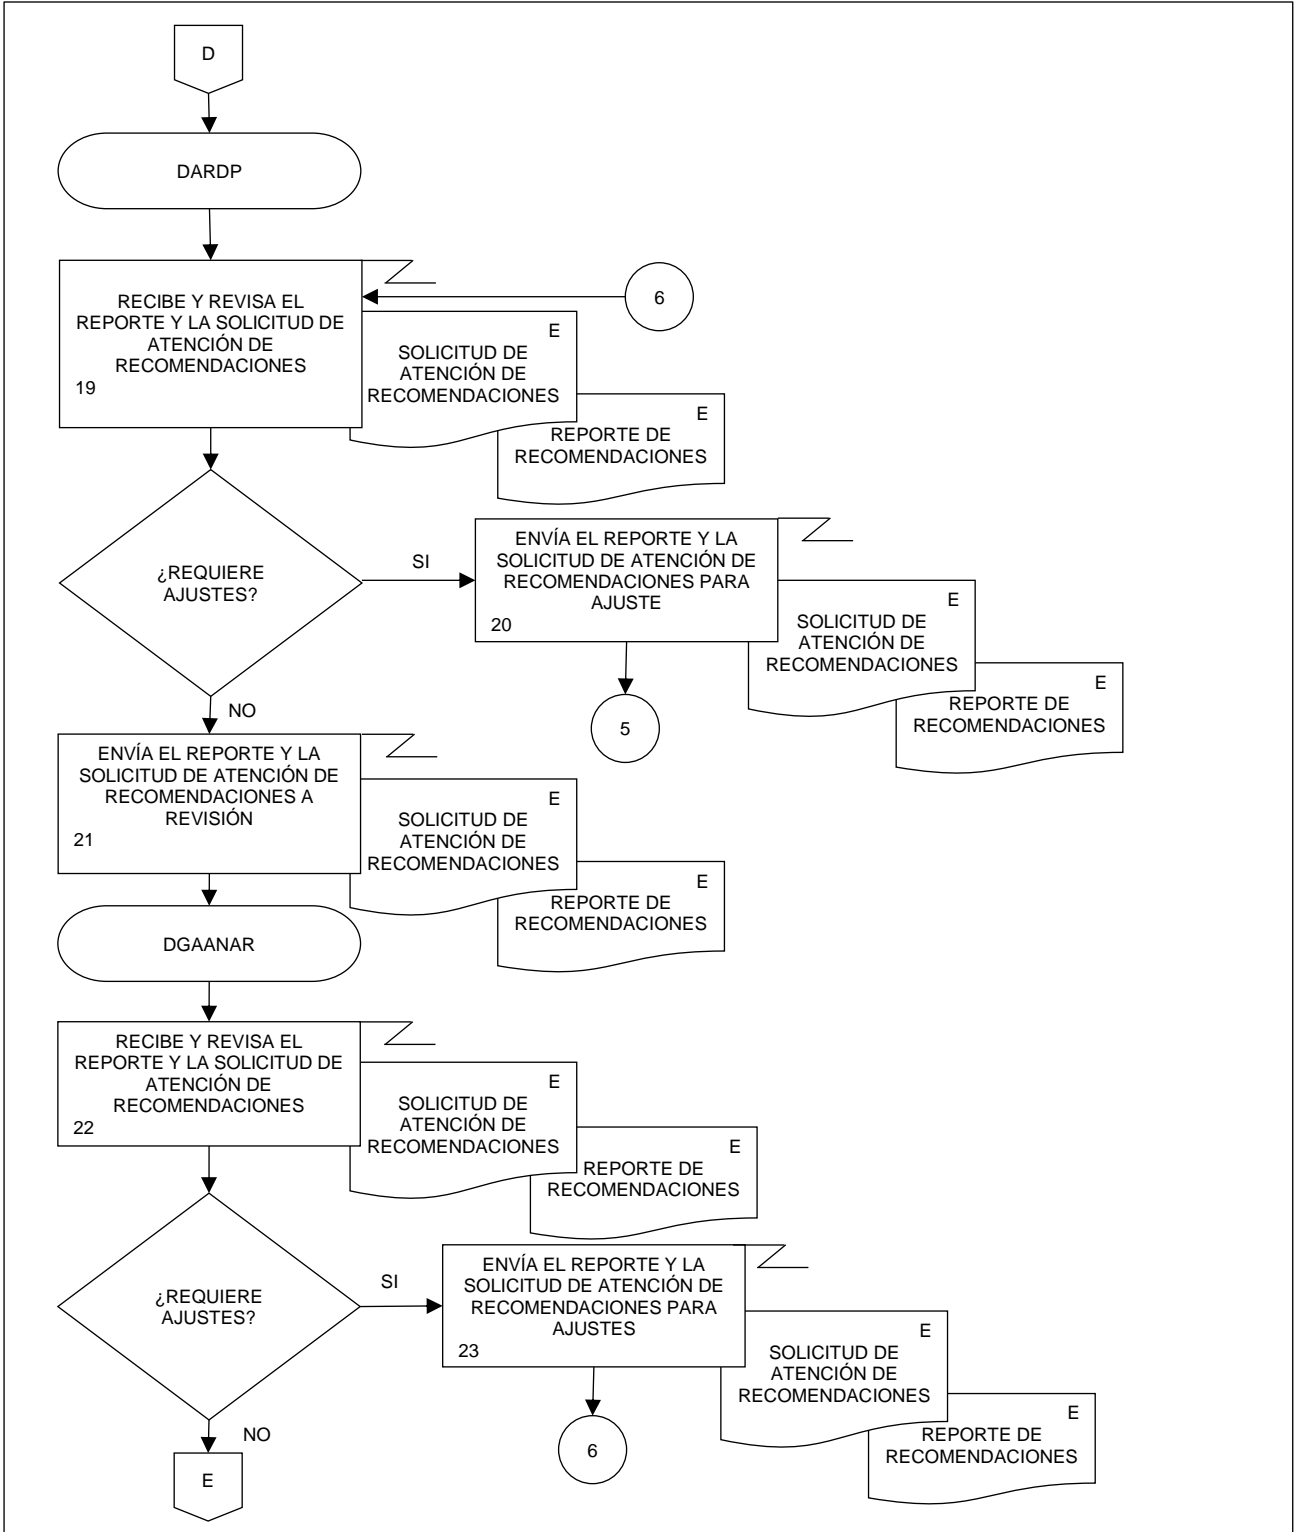 D
DARDP
RECIBE Y REVISA EL
REPORTE Y LA SOLICITUD DE
ATENCIÓN DE
RECOMENDACIONES
19
6
E
SOLICITUD DE
ATENCIÓN DE
RECOMENDACIONES
E
REPORTE DE
RECOMENDACIONES
¿REQUIERE
AJUSTES?
SI
ENVÍA EL REPORTE Y LA
SOLICITUD DE ATENCIÓN DE
RECOMENDACIONES PARA
AJUSTE
20
E
SOLICITUD DE
ATENCIÓN DE
RECOMENDACIONES
E
REPORTE DE
RECOMENDACIONES
5
NO
ENVÍA EL REPORTE Y LA
SOLICITUD DE ATENCIÓN DE
RECOMENDACIONES A
REVISIÓN
21
E
SOLICITUD DE
ATENCIÓN DE
RECOMENDACIONES
E
REPORTE DE
RECOMENDACIONES
DGAANAR
RECIBE Y REVISA EL
REPORTE Y LA SOLICITUD DE
ATENCIÓN DE
RECOMENDACIONES
22
E
SOLICITUD DE
ATENCIÓN DE
RECOMENDACIONES
E
REPORTE DE
RECOMENDACIONES
¿REQUIERE
AJUSTES?
SI
ENVÍA EL REPORTE Y LA
SOLICITUD DE ATENCIÓN DE
RECOMENDACIONES PARA
AJUSTES
23
E
SOLICITUD DE
ATENCIÓN DE
RECOMENDACIONES
E
REPORTE DE
RECOMENDACIONES
6
NO
E